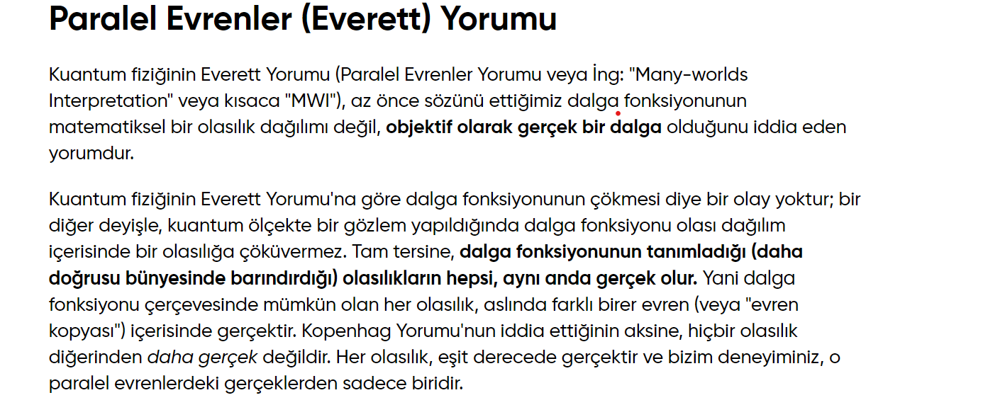 Paralel Evrenler (Everett) Yorumu
Kuantum fiziğinin Everett Yorumu (Paralel Evrenler Yorumu veya İng: "Many-worlds
Interpretation" veya kısaca "MWI"), az önce sözünü ettiğimiz dalga fonksiyonunun
matematiksel bir olasılık dağılımı değil, objektif olarak gerçek bir dalga olduğunu iddia eden
yorumdur.
Kuantum fiziğinin Everett Yorumu'na göre dalga fonksiyonunun çökmesi diye bir olay yoktur; bir
diğer deyişle, kuantum ölçekte bir gözlem yapıldığında dalga fonksiyonu olası dağılım
içerisinde bir olasılığa çöküvermez. Tam tersine, dalga fonksiyonunun tanımladığı (daha
doğrusu bünyesinde barındırdığı) olasılıkların hepsi, aynı anda gerçek olur. Yani dalga
fonksiyonu çerçevesinde mümkün olan her olasılık, aslında farklı birer evren (veya "evren
kopyası") içerisinde gerçektir. Kopenhag Yorumu'nun iddia ettiğinin aksine, hiçbir olasılık
diğerinden daha gerçek değildir. Her olasılık, eşit derecede gerçektir ve bizim deneyiminiz, o
paralel evrenlerdeki gerçeklerden sadece biridir.